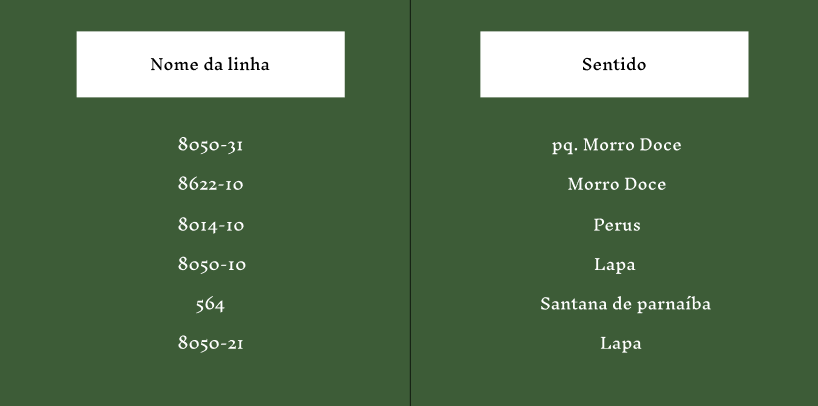 Nome da linha Sentido
8050-31 pq. Morro Doce
8622-10 Morro Doce
8014-10 Perus
8050-10 Lapa
564 Santana de parnaíba
8050-21 Lapa